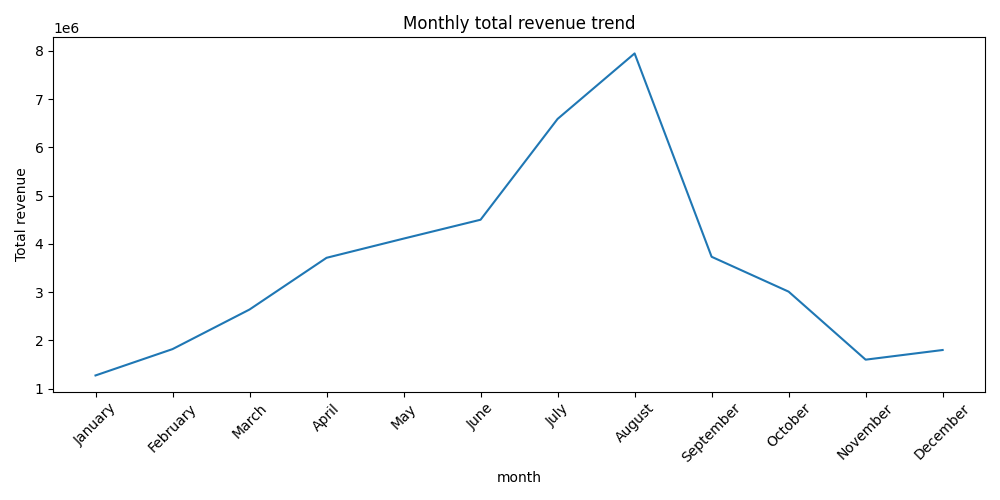 Monthly total revenue trend
1e6
8
7
6
5
4
3
2
1
Total revenue
January
February
March
April
May
June
July
August
September
October
November
December
month